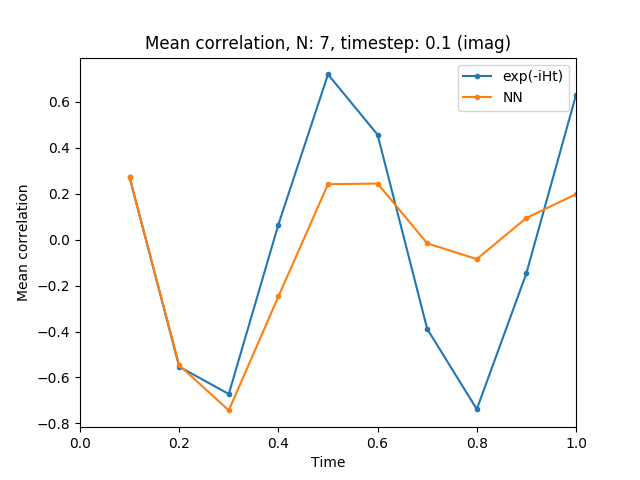 Mean correlation, N: 7, timestep: 0.1 (imag)
exp(-iHt)
NN
Mean correlation
0.6
0.4
0.2
0.0
−0.2
−0.4
−0.6
−0.8
0.0 0.2 0.4 0.6 0.8 1.0
Time